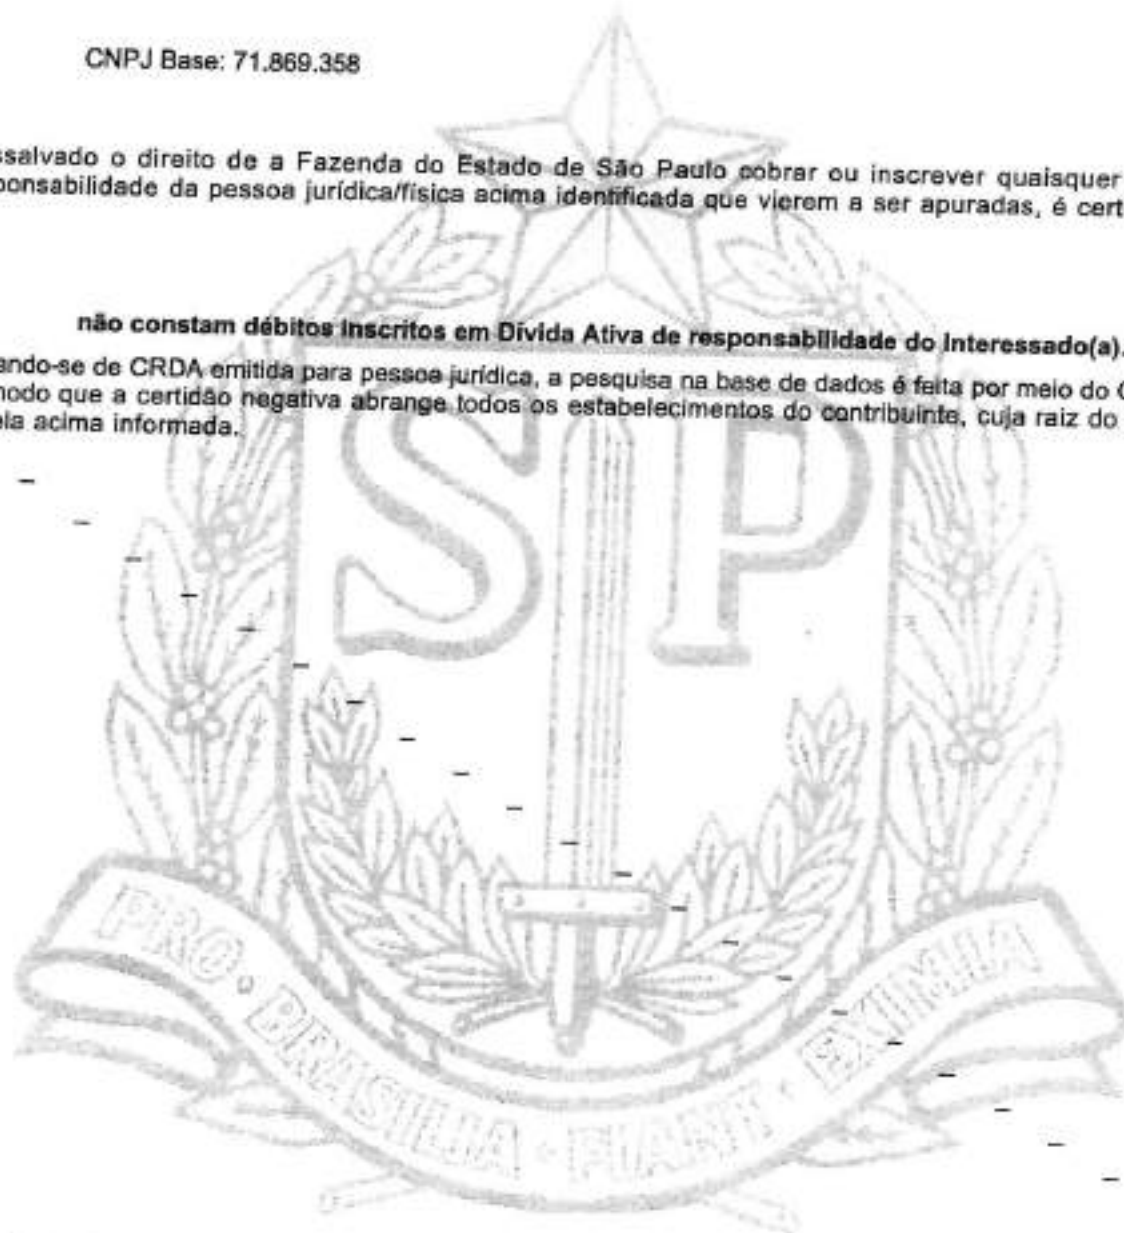 CNPJ Base: 71.869.358
ssalvado o direito de a Fazenda do Estado de São Paulo cobrar ou inscrever quaisquer
ponsabilidade da pessoa jurídica/física acima identificada que vierem a ser apuradas, é cert
não constam débitos inscritos em Dívida Ativa de responsabilidade do Interessado(a).
ando-se de CRDA emitida para pessoa jurídica, a pesquisa na base de dados é feita por meio do C
nodo que a certidão negativa abrange todos os estabelecimentos do contribuinte, cuja raiz do
ela acima informada.
SP
PRO • BRASILIA • FIANT • EXIMIA